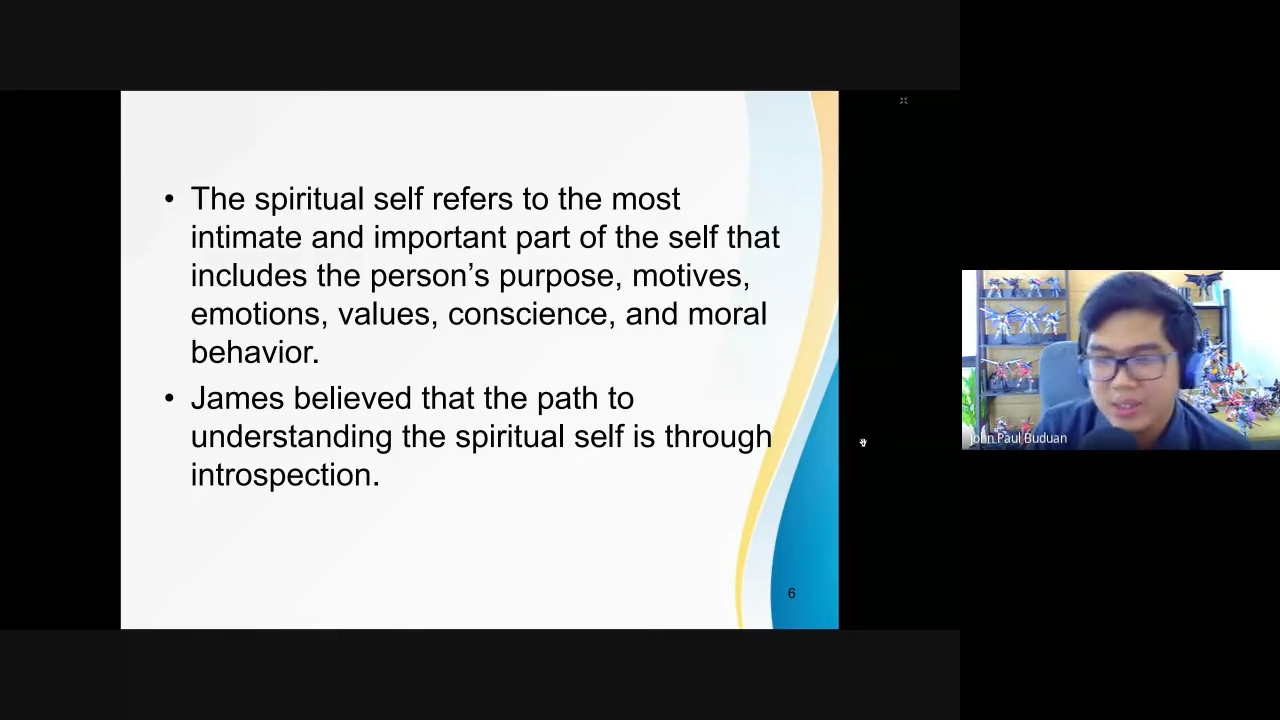 • The spiritual self refers to the most
intimate and important part of the self that
includes the person’s purpose, motives,
emotions, values, conscience, and moral
behavior.
• James believed that the path to
understanding the spiritual self is through
introspection.
6
John Paul Buduan